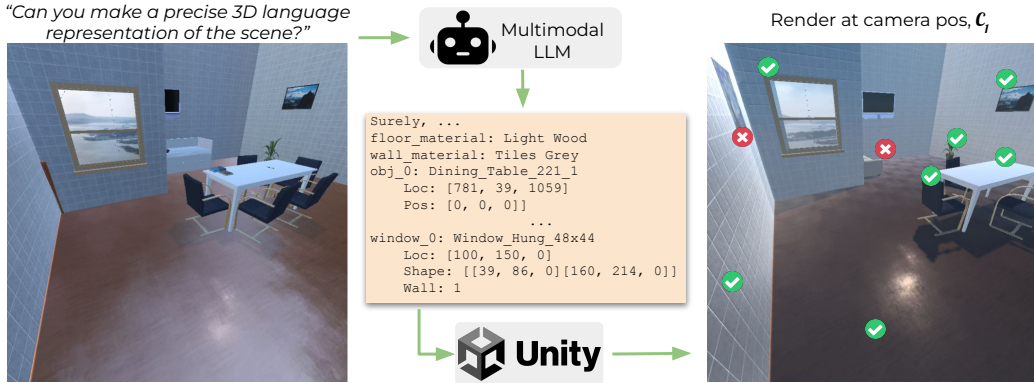 “Can you make a precise 3D language
representation of the scene?”
Multimodal
LLM
Render at camera pos, C_I
Surely, ...
floor_material: Light Wood
wall_material: Tiles Grey
obj_0: Dining_Table_221_1
Loc: [781, 39, 1059]
Pos: [0, 0, 0]]
...
window_0: Window_Hung_48x44
Loc: [100, 150, 0]
Shape: [[39, 86, 0][160, 214, 0]]
Wall: 1
Unity